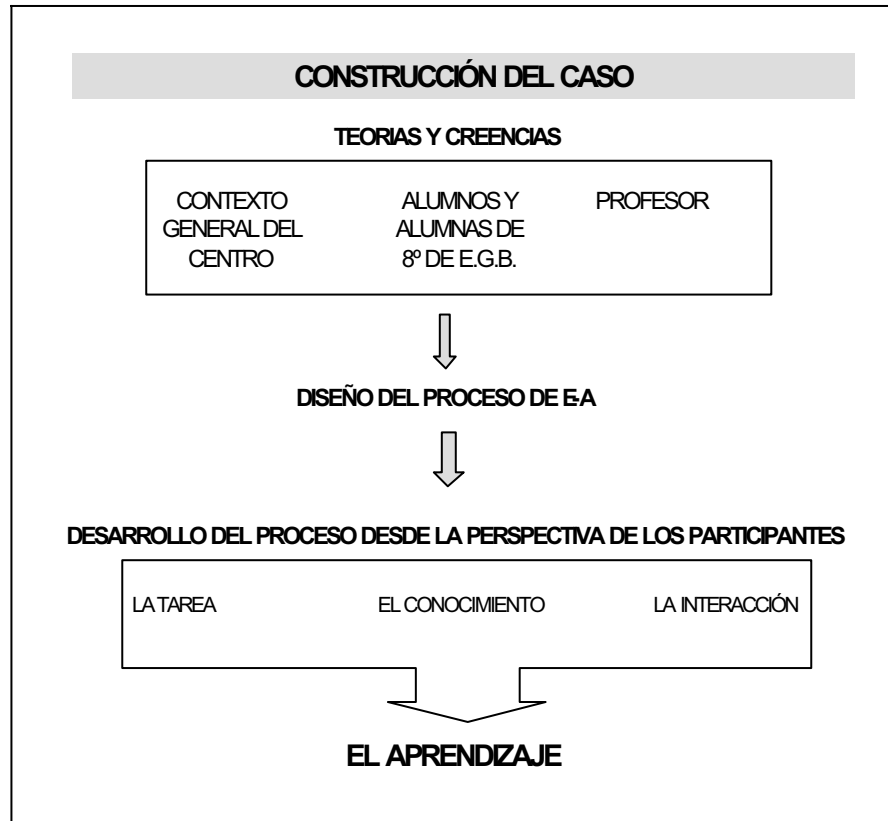 CONSTRUCCIÓN DEL CASO
TEORIAS Y CREENCIAS
CONTEXTO
GENERAL DEL
CENTRO
ALUMNOS Y
ALUMNAS DE
8º DE E.G.B.
PROFESOR
DISEÑO DEL PROCESO DE E-A
DESARROLLO DEL PROCESO DESDE LA PERSPECTIVA DE LOS PARTICIPANTES
LA TAREA
EL CONOCIMIENTO
LA INTERACCIÓN
EL APRENDIZAJE